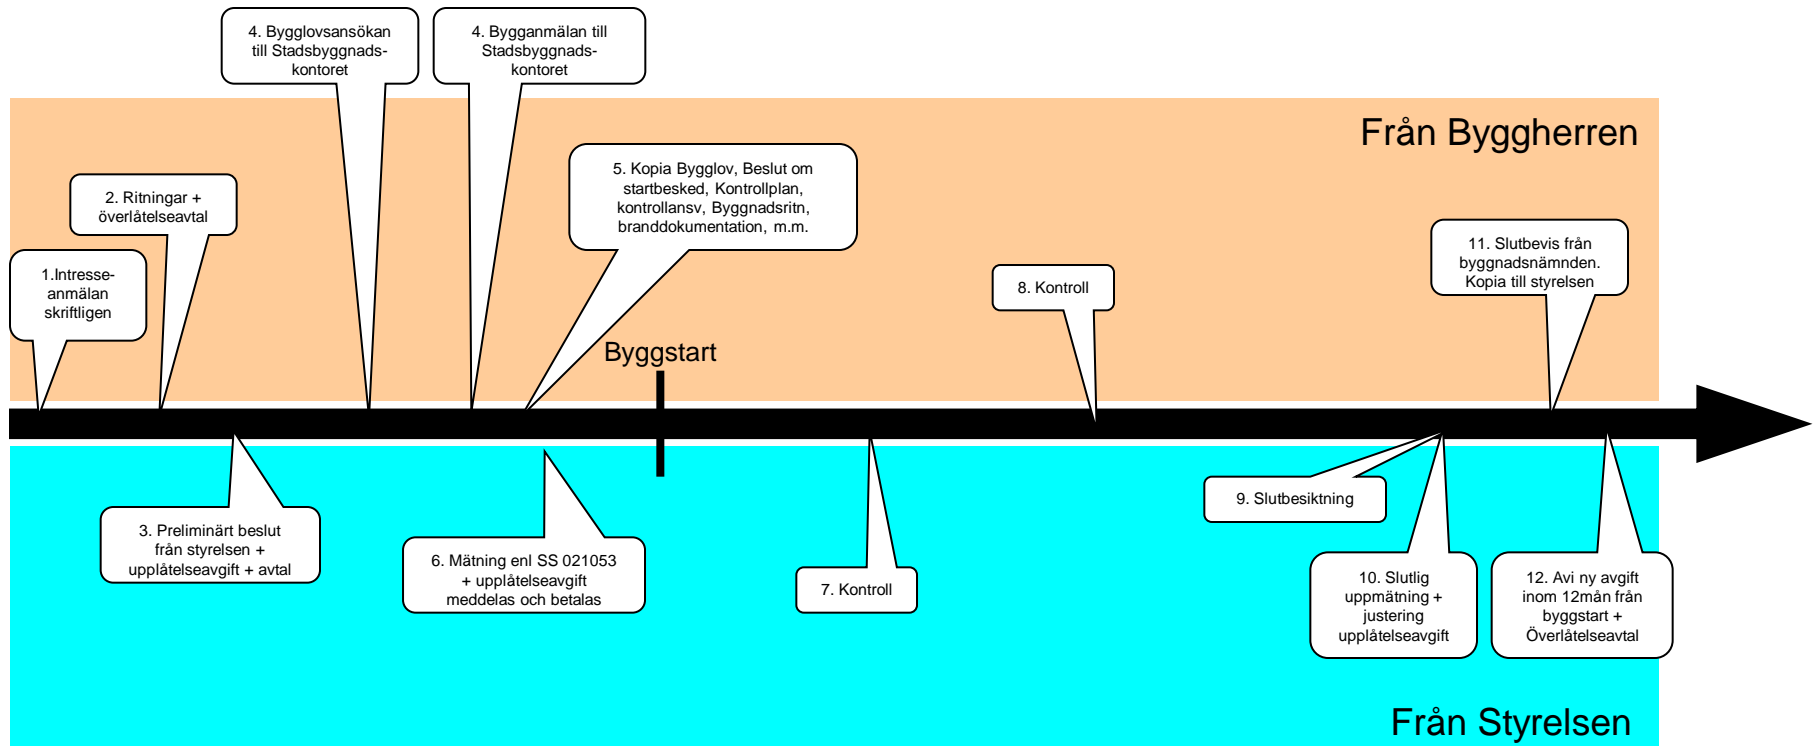 4. Bygglovsansökan
till Stadsbyggnads-
kontoret
4. Bygganmälan till
Stadsbyggnads-
kontoret
Från Byggherren
5. Kopia Bygglov, Beslut om
startbesked, Kontrollplan,
kontrollansv, Byggnadsritn,
branddokumentation, m.m.
2. Ritningar +
överlåtelseavtal
1.Intresse-
anmälan
skriftligen
11. Slutbevis från
byggnadsnämnden.
Kopia till styrelsen
8. Kontroll
Byggstart
9. Slutbesiktning
3. Preliminärt beslut
från styrelsen +
upplåtelseavgift + avtal
6. Mätning enl SS 021053
+ upplåtelseavgift
meddelas och betalas
7. Kontroll
10. Slutlig
uppmätning +
justering
upplåtelseavgift
12. Avi ny avgift
inom 12mån från
byggstart +
Överlåtelseavtal
Från Styrelsen